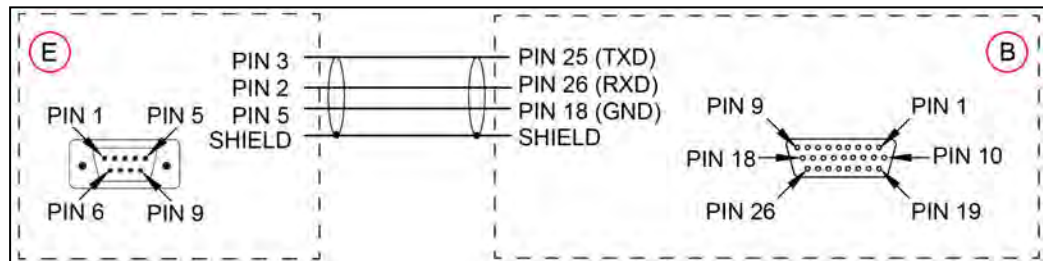 E
PIN 3
PIN 2
PIN 5
SHIELD
PIN 1
PIN 5
PIN 6
PIN 9
PIN 25 (TXD)
PIN 26 (RXD)
PIN 18 (GND)
SHIELD
B
PIN 9
PIN 1
PIN 18
PIN 10
PIN 26
PIN 19